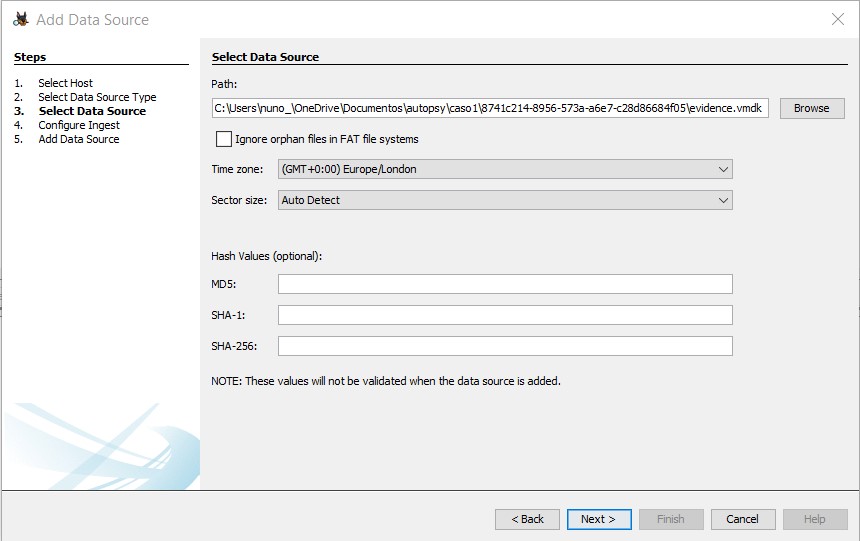 Add Data Source
Steps
1. Select Host
2. Select Data Source Type
3. Select Data Source
4. Configure Ingest
5. Add Data Source
Select Data Source
Path:
C:\Users\nuno_\OneDrive\Documentos\autopsy\caso1\8741c214-8956-573a-a6e7-c28d86684f05\evidence.vmdk Browse
Ignore orphan files in FAT file systems
Time zone: (GMT+0:00) Europe/London
Sector size: Auto Detect
Hash Values (optional):
MD5:
SHA-1:
SHA-256:
NOTE: These values will not be validated when the data source is added.
< Back Next > Finish Cancel Help